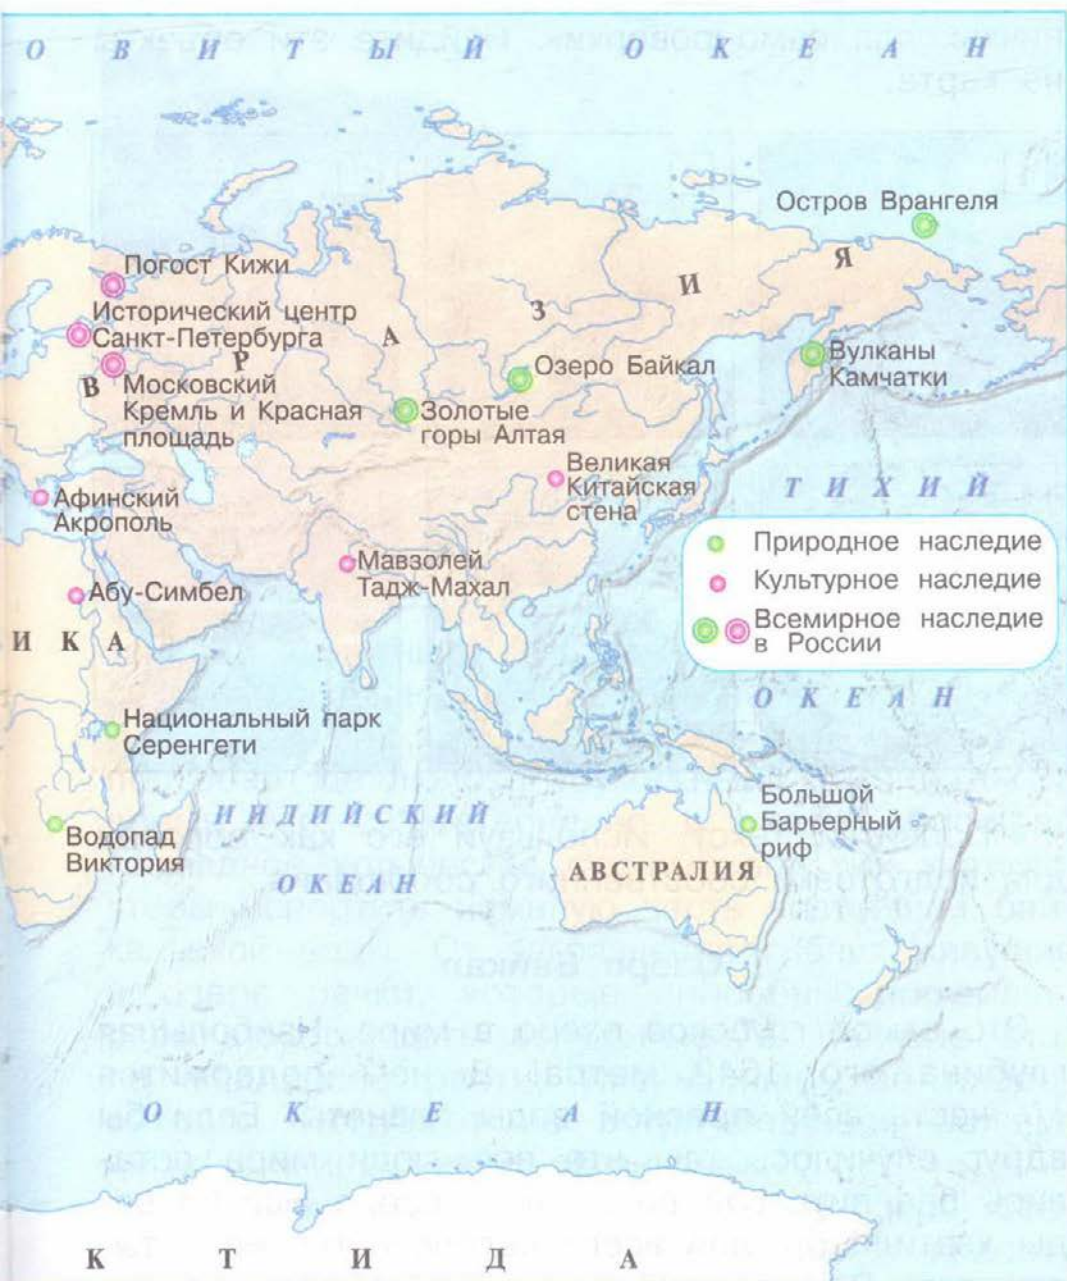 О В И Т Ы Й О К Е А Н
Остров Врангеля
Погост Кижи
Исторический центр
Санкт-Петербурга
В Р А З И Я
Московский
Кремль и Красная
площадь
Озеро Байкал
Вулканы
Камчатки
Золотые
горы Алтая
Великая
Китайская
стена
Афинский
Акрополь
Т И Х И Й
Природное наследие
Культурное наследие
Всемирное наследие
в России
Мавзолей
Тадж-Махал
Абу-Симбел
И К А
О К Е А Н
Национальный парк
Серенгети
Большой
Барьерный
риф
И Н Д И Й С К И Й
Водопад
Виктория
О К Е А Н
АВСТРАЛИЯ
О К Е А Н
К Т И Д А